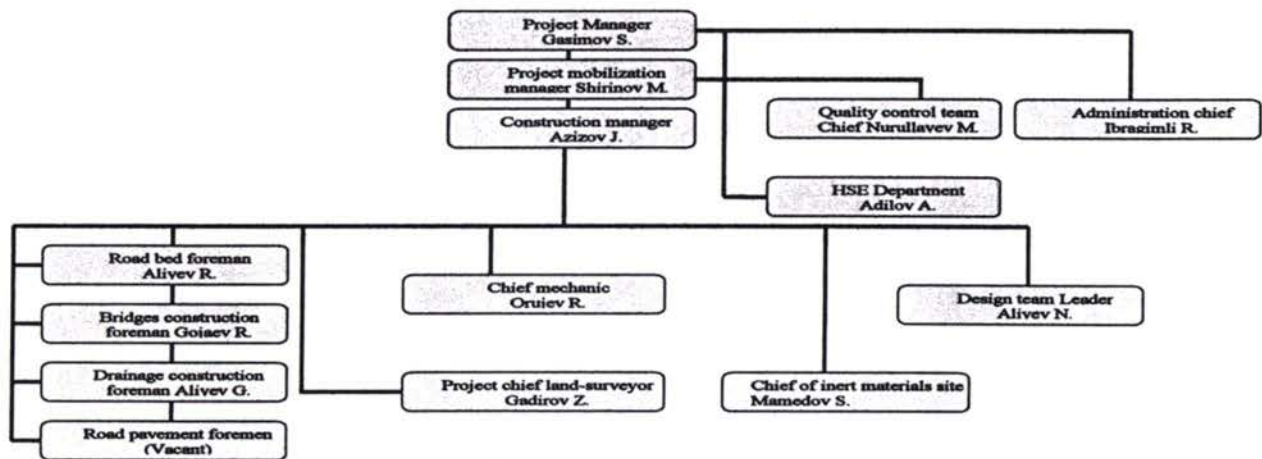 Project Manager
Gasimov S.
Project mobilization
manager Shirinov M.
Construction manager
Azizov J.
Quality control team
Chief Nurullayev M.
Administration chief
Ibragimli R.
HSE Department
Adilov A.
Road bed foreman
Aliyev R.
Bridges construction
foreman Gojaev R.
Drainage construction
foreman Aliyev G.
Road pavement foremen
(Vacant)
Chief mechanic
Orujev R.
Project chief land-surveyor
Gadirov Z.
Chief of inert materials site
Mamedov S.
Design team Leader
Aliyev N.